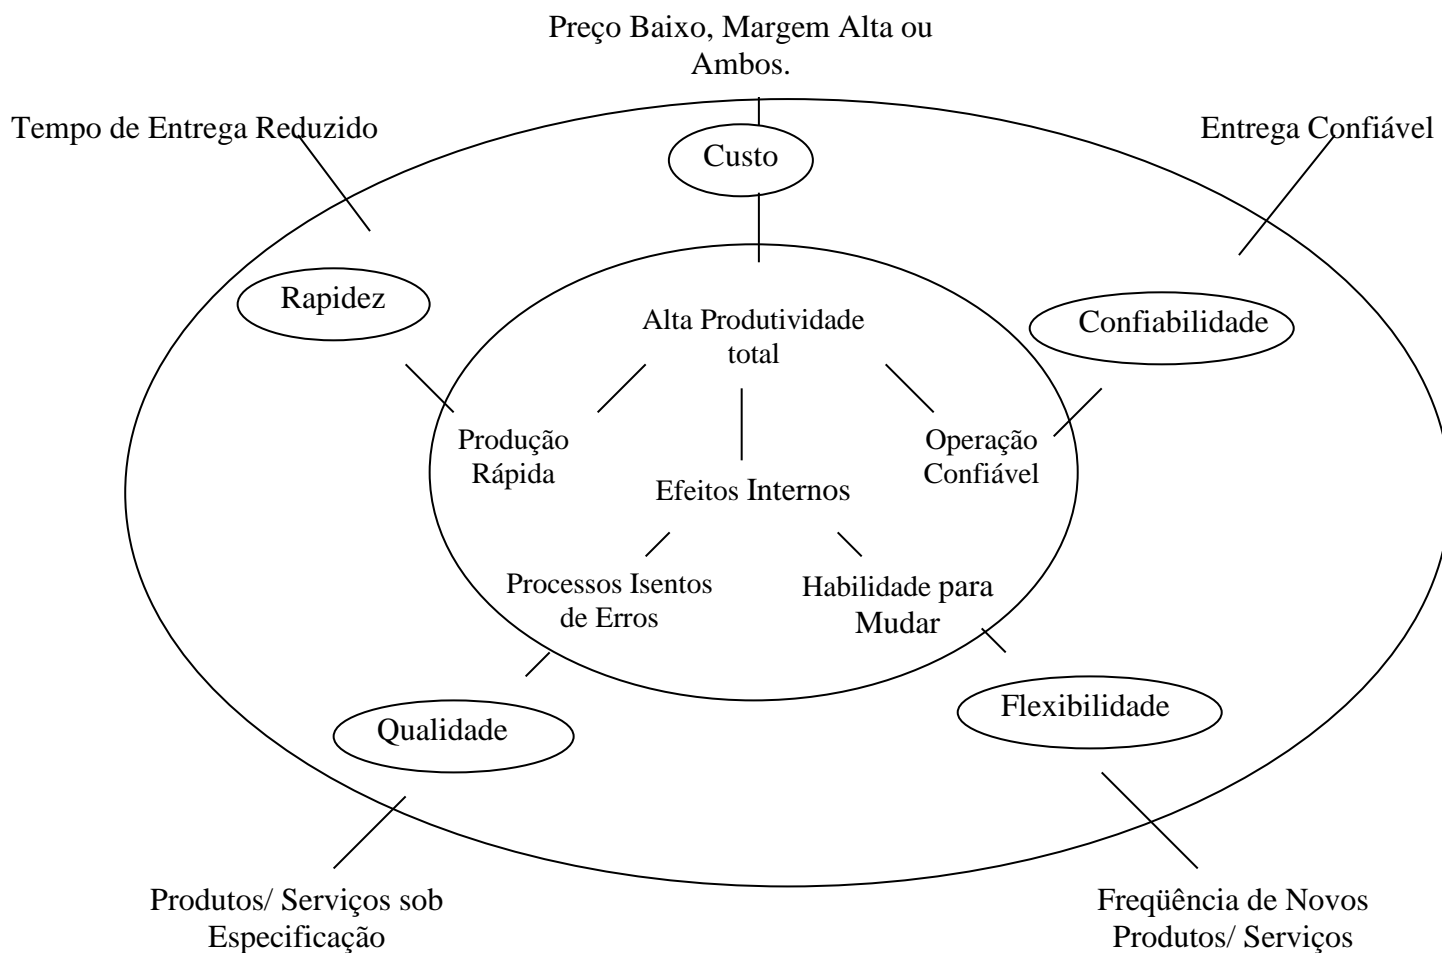 Preço Baixo, Margem Alta ou
Ambos.
Tempo de Entrega Reduzido
Entrega Confiável
Custo
Rapidez
Confiabilidade
Alta Produtividade
total
Produção
Rápida
Operação
Confiável
Efeitos Internos
Processos Isentos
de Erros
Habilidade para
Mudar
Qualidade
Flexibilidade
Produtos/ Serviços sob
Especificação
Freqüência de Novos
Produtos/ Serviços